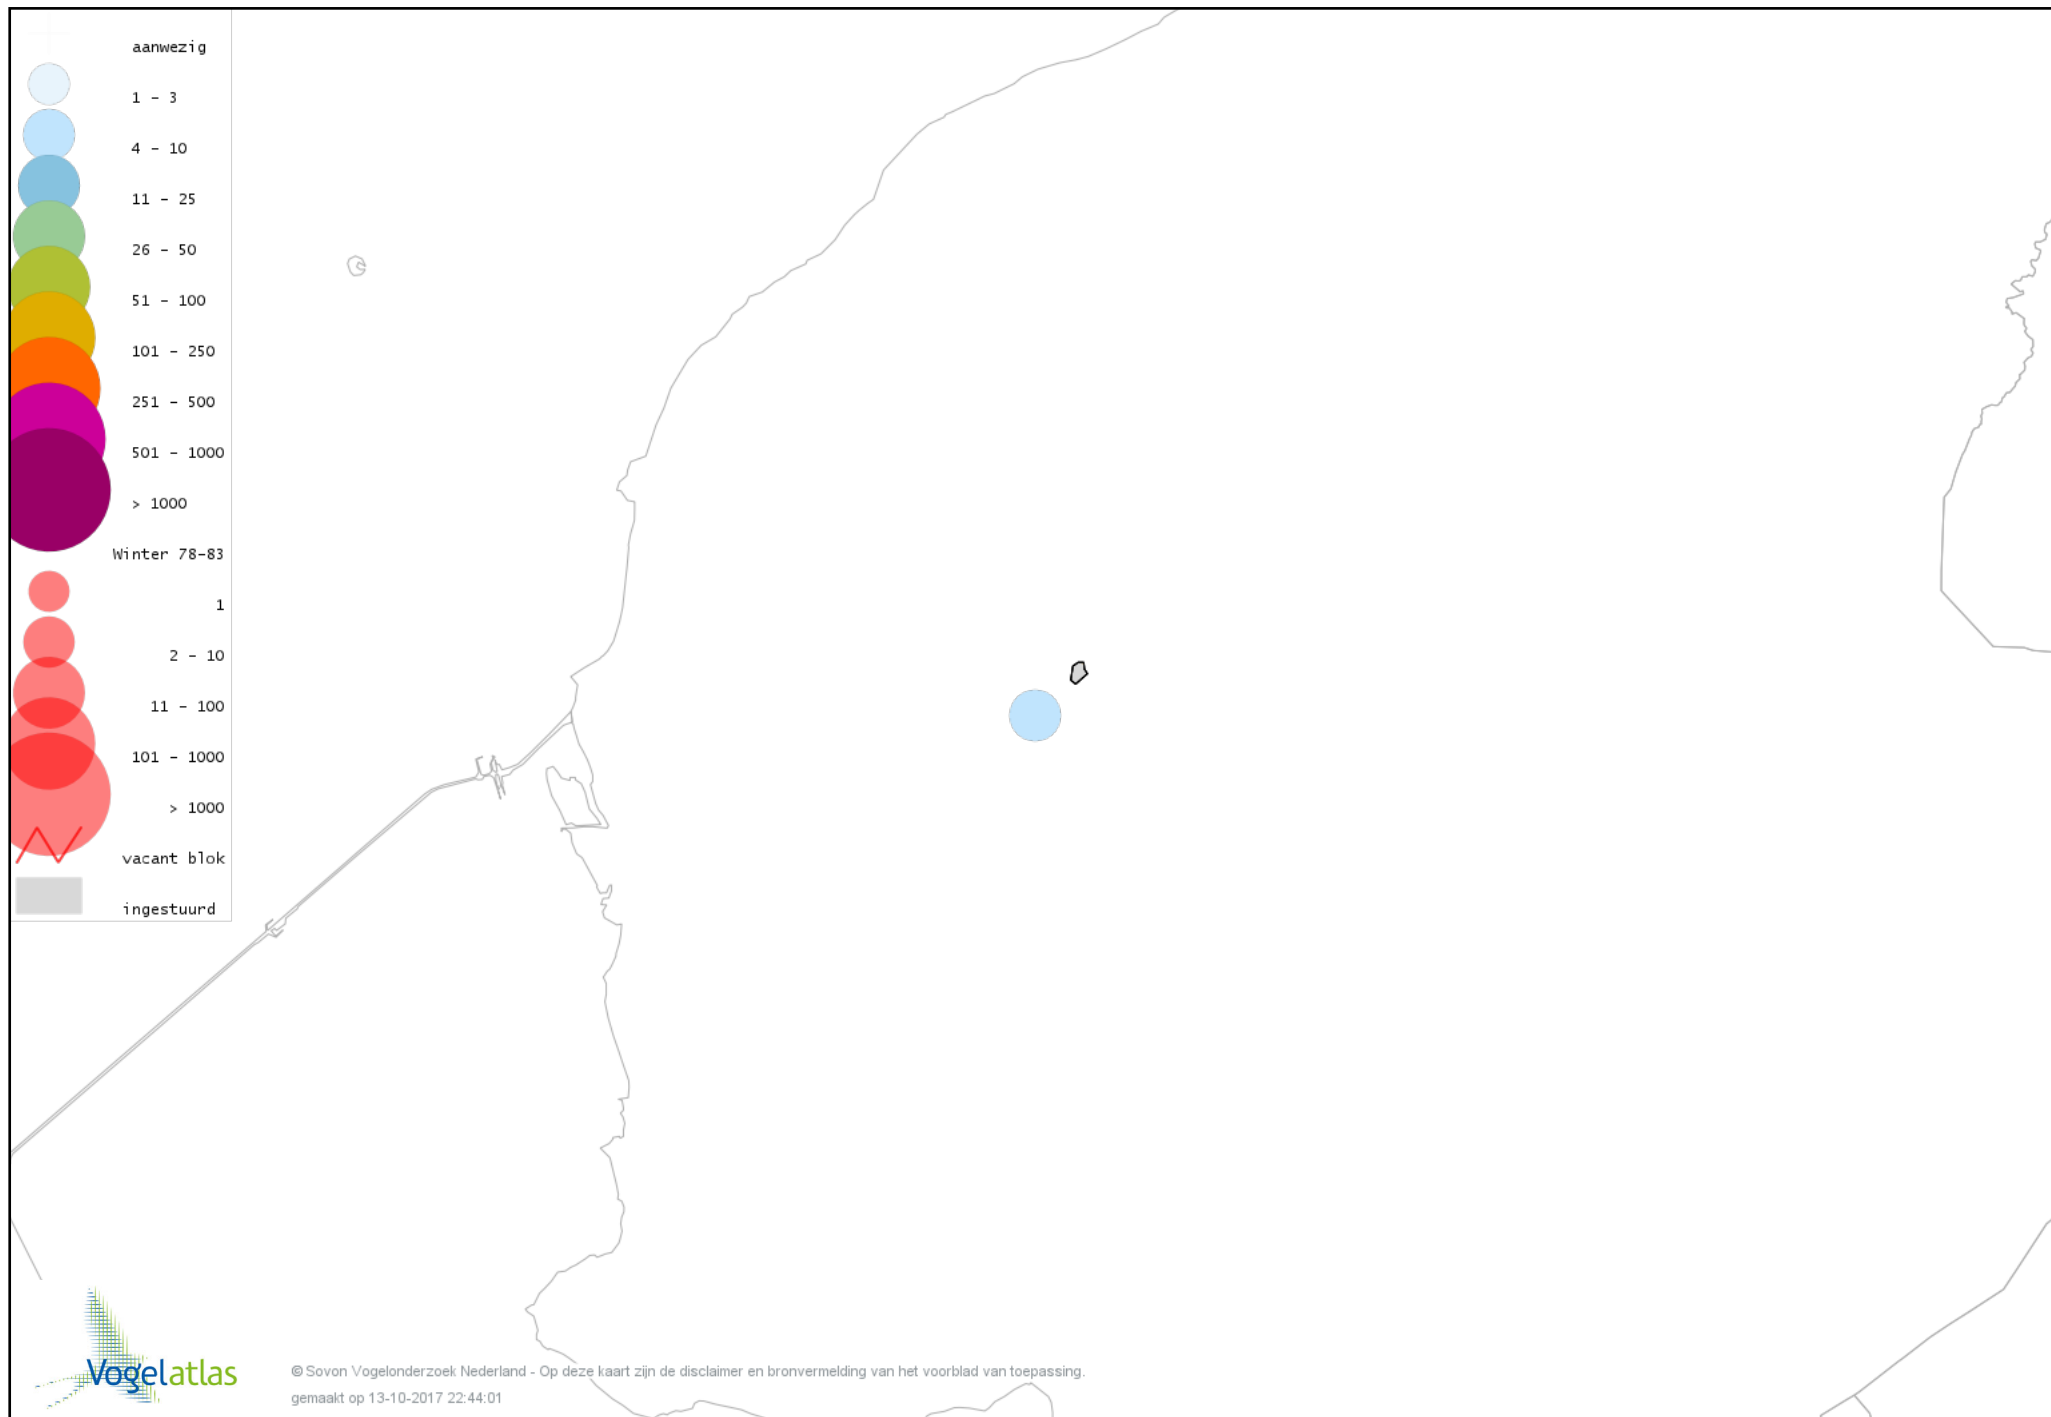 aanwezig
1 - 3
4 - 10
11 - 25
26 - 50
51 - 100
101 - 250
251 - 500
501 - 1000
> 1000
Winter 78-83
1
2 - 10
11 - 100
101 - 1000
> 1000
vacant blok
ingestuurd
Vogelatlas
© Sovon Vogelonderzoek Nederland - Op deze kaart zijn de disclaimer en bronvermelding van het voorblad van toepassing.
gemaakt op 13-10-2017 22:44:01